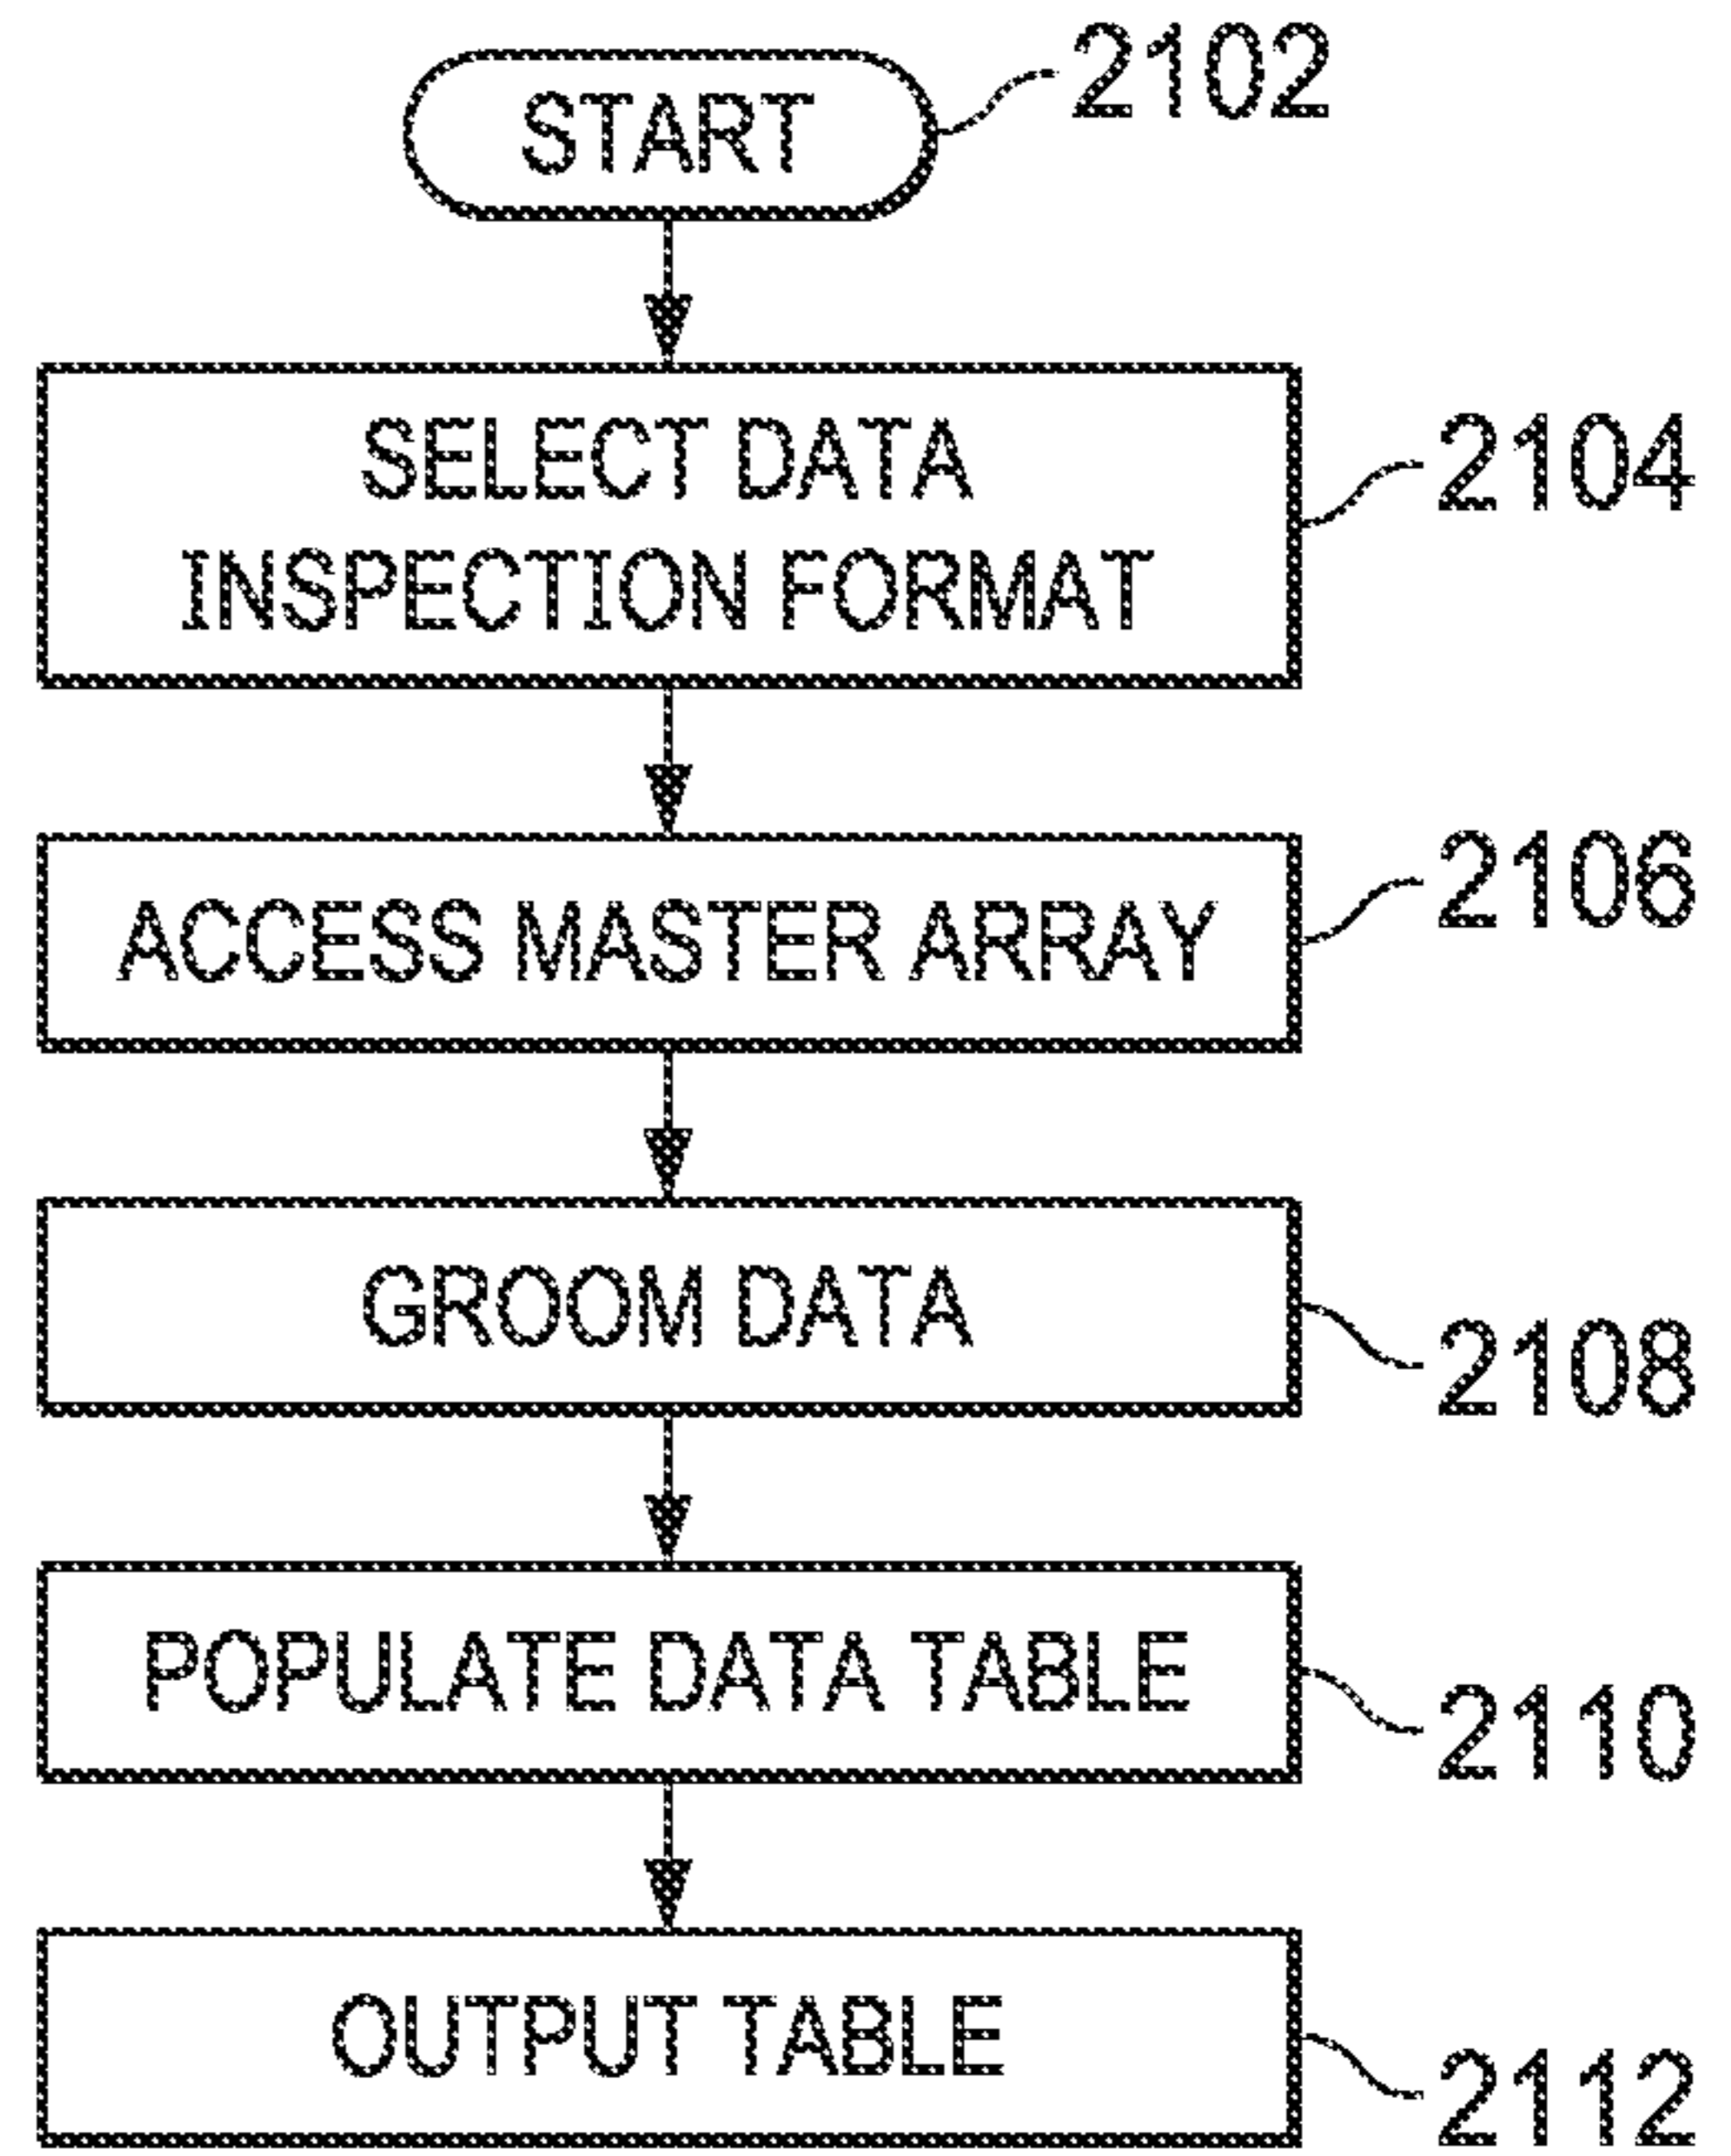 START
2102
SELECT DATA
INSPECTION FORMAT
2104
ACCESS MASTER ARRAY
2106
GROOM DATA
2108
POPULATE DATA TABLE
2110
OUTPUT TABLE
2112